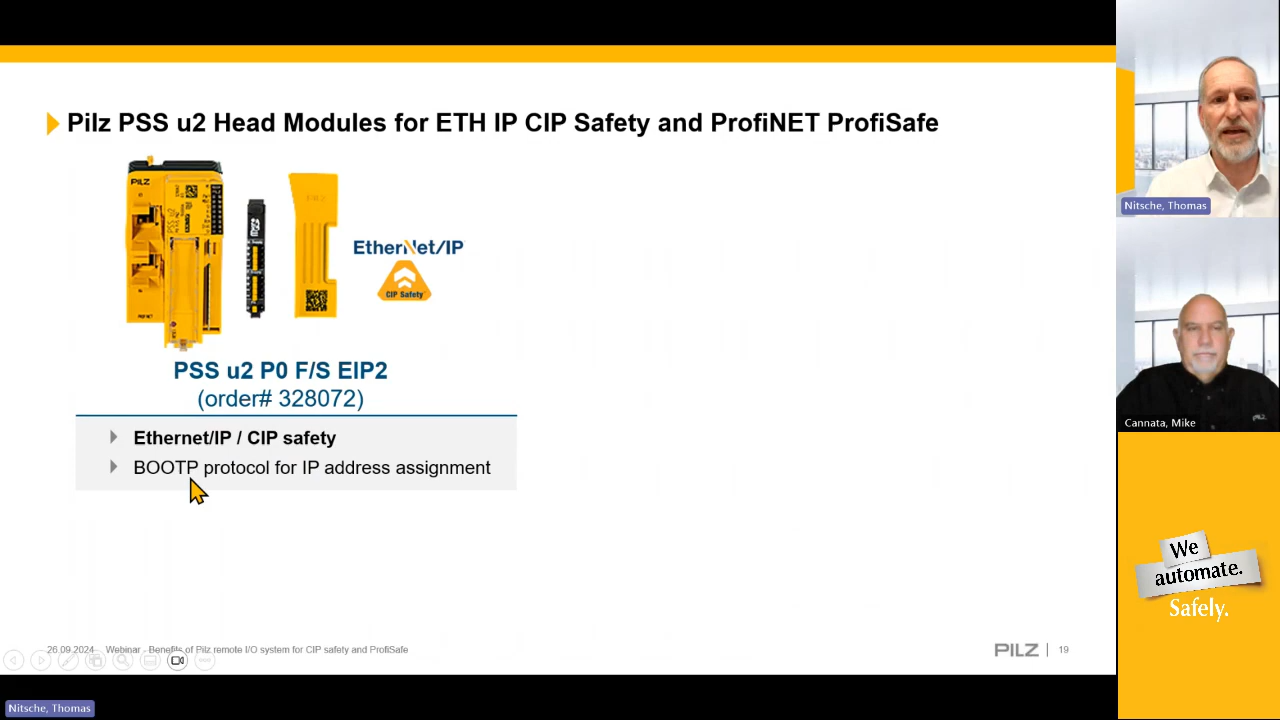 Pilz PSS u2 Head Modules for ETH IP CIP Safety and ProfiNET ProfiSafe
PILZ
PILZ
EtherNet/IP
CIP Safety
PSS u2 P0 F/S EIP2
(order# 328072)
Ethernet/IP / CIP safety
BOOTP protocol for IP address assignment
26.09.2024 Webinar - Benefits of Pilz remote I/O system for CIP safety and ProfiSafe
PILZ 19
Nitsche, Thomas
Nitsche, Thomas
Cannata, Mike
We
automate.
Safely.